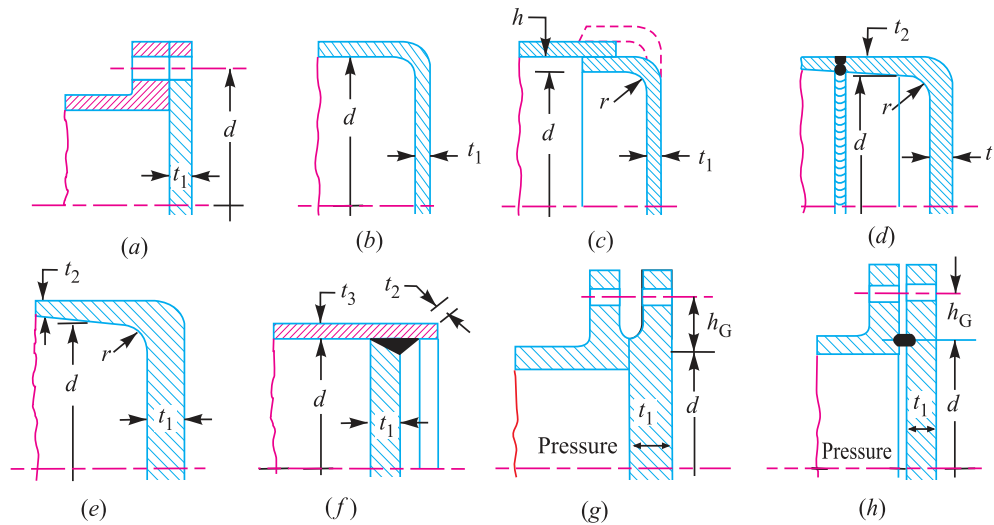 d
t1
(a)
d
t1
(b)
h
r
d
t1
(c)
t2
r
d
t
(d)
t2
r
d
t1
(e)
t3
t2
d
t1
(f)
hG
t1
d
Pressure
(g)
hG
t1
d
Pressure
(h)